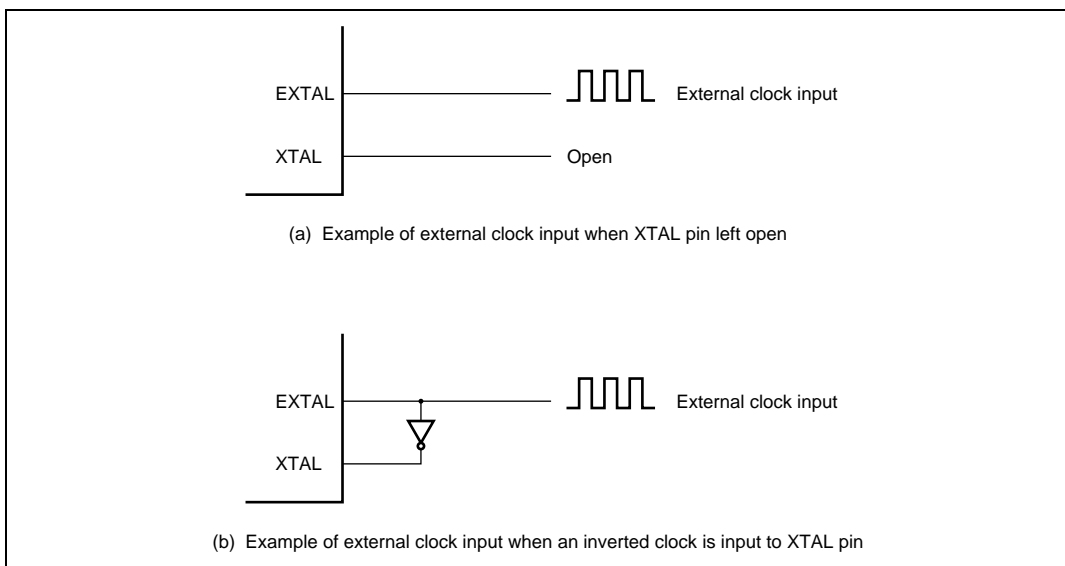 EXTAL External clock input
XTAL Open
(a) Example of external clock input when XTAL pin left open
EXTAL External clock input
XTAL
(b) Example of external clock input when an inverted clock is input to XTAL pin